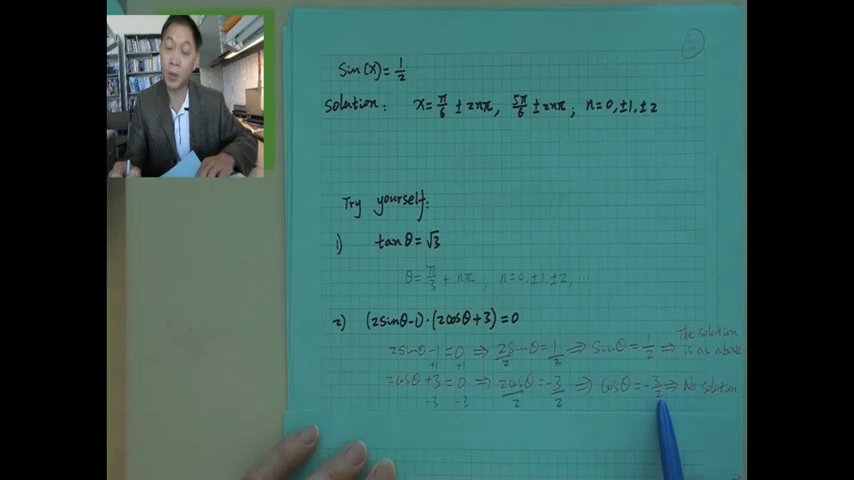 2
Sin(x) = 1/2
Solution: x = π/6 ± 2nπ, 5π/6 ± 2nπ; n = 0, ±1, ±2
Try yourself:
1) tan θ = √3
θ = π/3 + nπ ; n = 0, ±1, ±2, ...
2) (2sinθ-1)·(2cosθ+3) = 0
2sinθ-1 = 0 ⇒ 2sinθ = 1 ⇒ sinθ = 1/2 ⇒ The solution is as above
+1 +1 2 2
2cosθ+3 = 0 ⇒ 2cosθ = -3 ⇒ cosθ = -3/2 ⇒ No solution
-3 -3 2 2